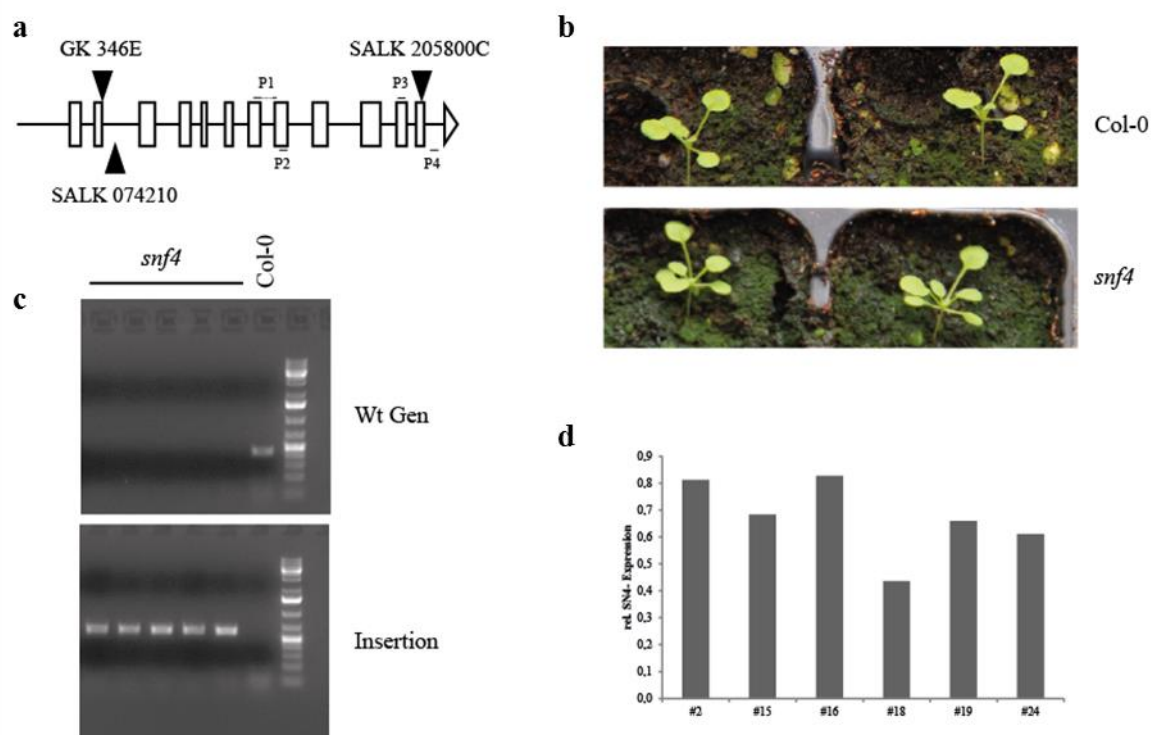 a
GK 346E
SALK 205800C
P1
P3
P2
P4
SALK 074210
b
Col-0
snf4
c
snf4
Col-0
Wt Gen
Insertion
d
rel. SN4- Expression
0,9
0,8
0,7
0,6
0,5
0,4
0,3
0,2
0,1
0,0
#2 #15 #16 #18 #19 #24